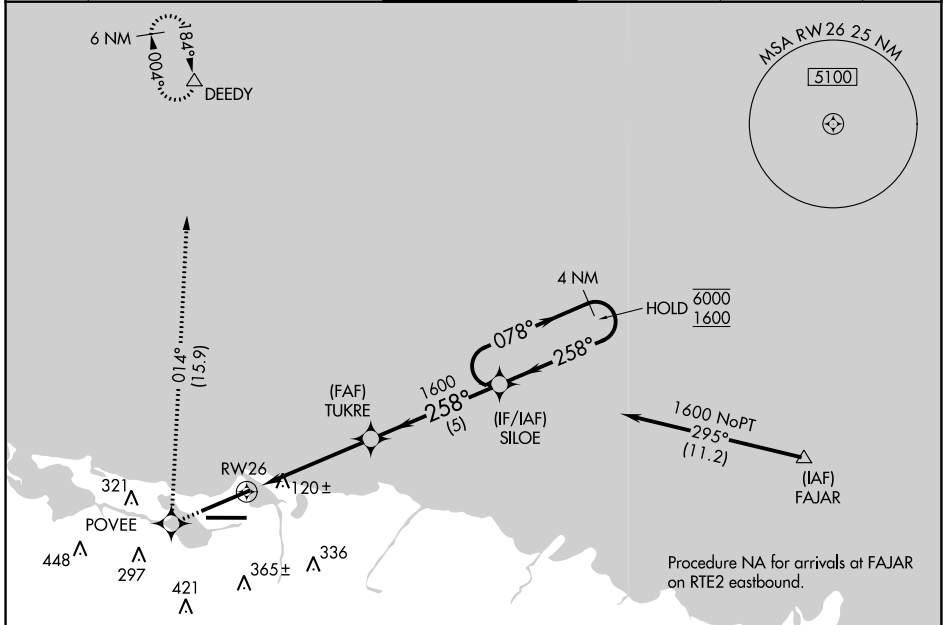 6 NM
184°
004°
DEEDY
MSA RW26 25 NM
5100
4 NM
HOLD
6000
1600
078°
258°
014°
(15.9)
(FAF)
TUKRE
1600
258°
(5)
(IF/IAF)
SILOE
1600 NoPT
295°
(11.2)
(IAF)
FAJAR
RW26
321
120±
POVEE
448
297
365±
336
421
Procedure NA for arrivals at FAJAR
on RTE2 eastbound.